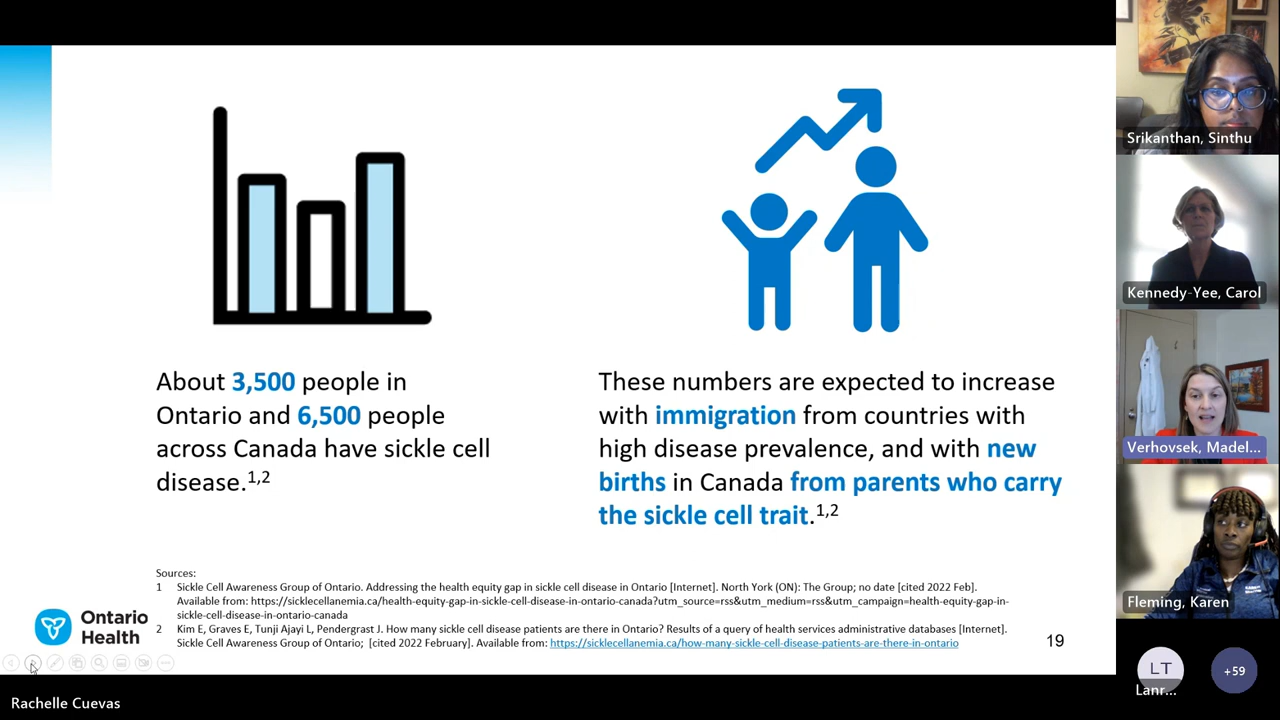 About 3,500 people in
Ontario and 6,500 people
across Canada have sickle cell
disease.1,2
These numbers are expected to increase
with immigration from countries with
high disease prevalence, and with new
births in Canada from parents who carry
the sickle cell trait.1,2
Sources:
1 Sickle Cell Awareness Group of Ontario. Addressing the health equity gap in sickle cell disease in Ontario [Internet]. North York (ON): The Group; no date [cited 2022 Feb].
Available from: https://sicklecellanemia.ca/health-equity-gap-in-sickle-cell-disease-in-ontario-canada?utm_source=rss&utm_medium=rss&utm_campaign=health-equity-gap-in-
sickle-cell-disease-in-ontario-canada
2 Kim E, Graves E, Tunji Ajayi L, Pendergrast J. How many sickle cell disease patients are there in Ontario? Results of a query of health services administrative databases [Internet].
Sickle Cell Awareness Group of Ontario; [cited 2022 February]. Available from: https://sicklecellanemia.ca/how-many-sickle-cell-disease-patients-are-there-in-ontario
Ontario
Health
19
Rachelle Cuevas
Srikanthan, Sinthu
Kennedy-Yee, Carol
Verhovsek, Madel...
Fleming, Karen
LT
Lanr...
+59